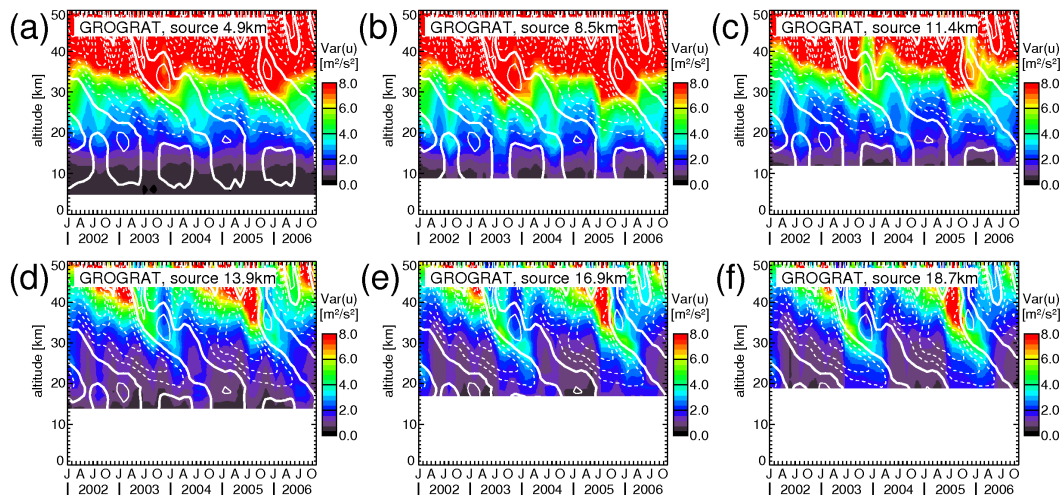 (a)
GROGRAT, source 4.9km
Var(u)
[m²/s²]
8.0
6.0
4.0
2.0
0.0
altitude [km]
50
40
30
20
10
0
J A J O J A J O J A J O J A J O J A J O
2002 2003 2004 2005 2006
(b)
GROGRAT, source 8.5km
Var(u)
[m²/s²]
8.0
6.0
4.0
2.0
0.0
altitude [km]
50
40
30
20
10
0
J A J O J A J O J A J O J A J O J A J O
2002 2003 2004 2005 2006
(c)
GROGRAT, source 11.4km
Var(u)
[m²/s²]
8.0
6.0
4.0
2.0
0.0
altitude [km]
50
40
30
20
10
0
J A J O J A J O J A J O J A J O J A J O
2002 2003 2004 2005 2006
(d)
GROGRAT, source 13.9km
Var(u)
[m²/s²]
8.0
6.0
4.0
2.0
0.0
altitude [km]
50
40
30
20
10
0
J A J O J A J O J A J O J A J O J A J O
2002 2003 2004 2005 2006
(e)
GROGRAT, source 16.9km
Var(u)
[m²/s²]
8.0
6.0
4.0
2.0
0.0
altitude [km]
50
40
30
20
10
0
J A J O J A J O J A J O J A J O J A J O
2002 2003 2004 2005 2006
(f)
GROGRAT, source 18.7km
Var(u)
[m²/s²]
8.0
6.0
4.0
2.0
0.0
altitude [km]
50
40
30
20
10
0
J A J O J A J O J A J O J A J O J A J O
2002 2003 2004 2005 2006